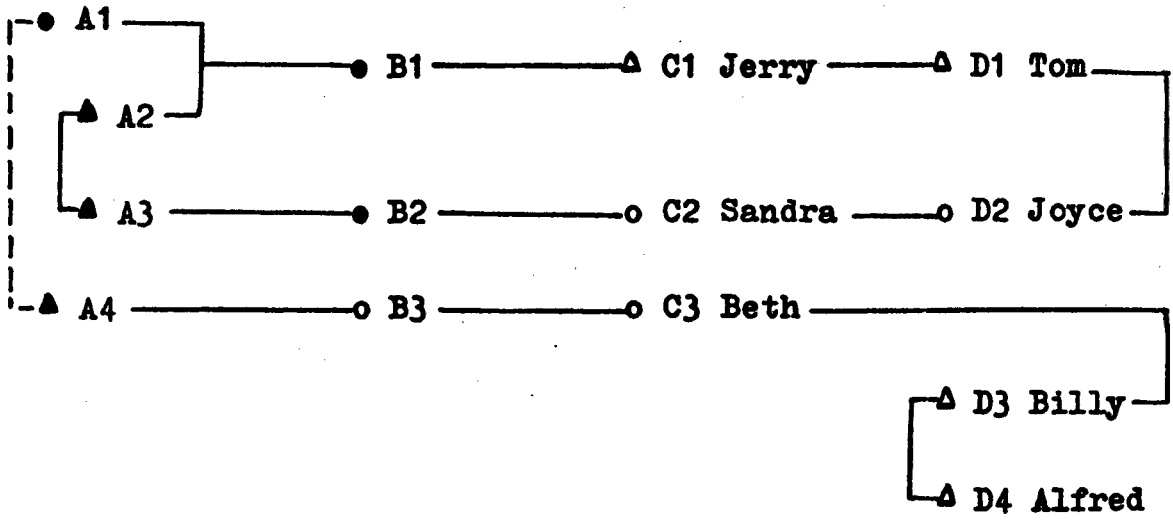 A1
B1 C1 Jerry D1 Tom
A2
A3 B2 C2 Sandra D2 Joyce
A4 B3 C3 Beth
D3 Billy
D4 Alfred